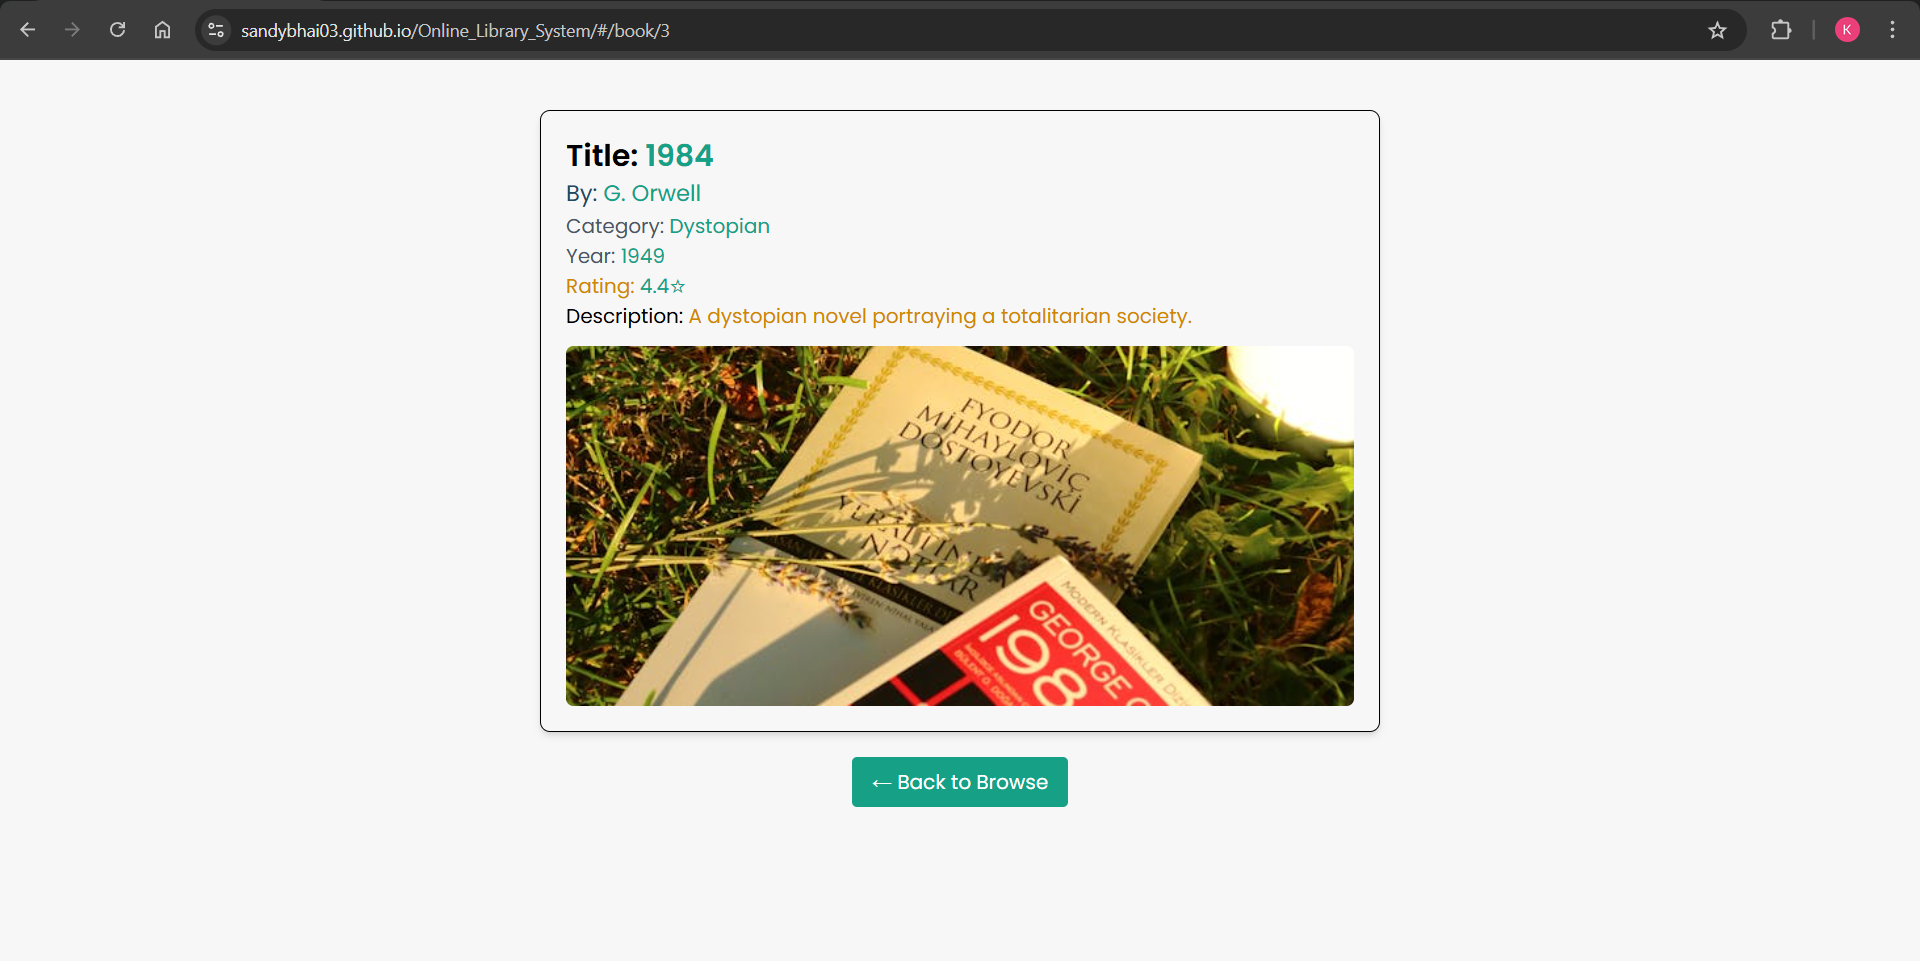 sandybhai03.github.io/Online_Library_System/#/book/3
K
Title: 1984
By: G. Orwell
Category: Dystopian
Year: 1949
Rating: 4.4☆
Description: A dystopian novel portraying a totalitarian society.
FYODOR
MİHAYLOVİÇ
DOSTOYEVSKİ
NOTLAR
MODERN KLASİKLER DİZİ
GEORGE O
198
← Back to Browse